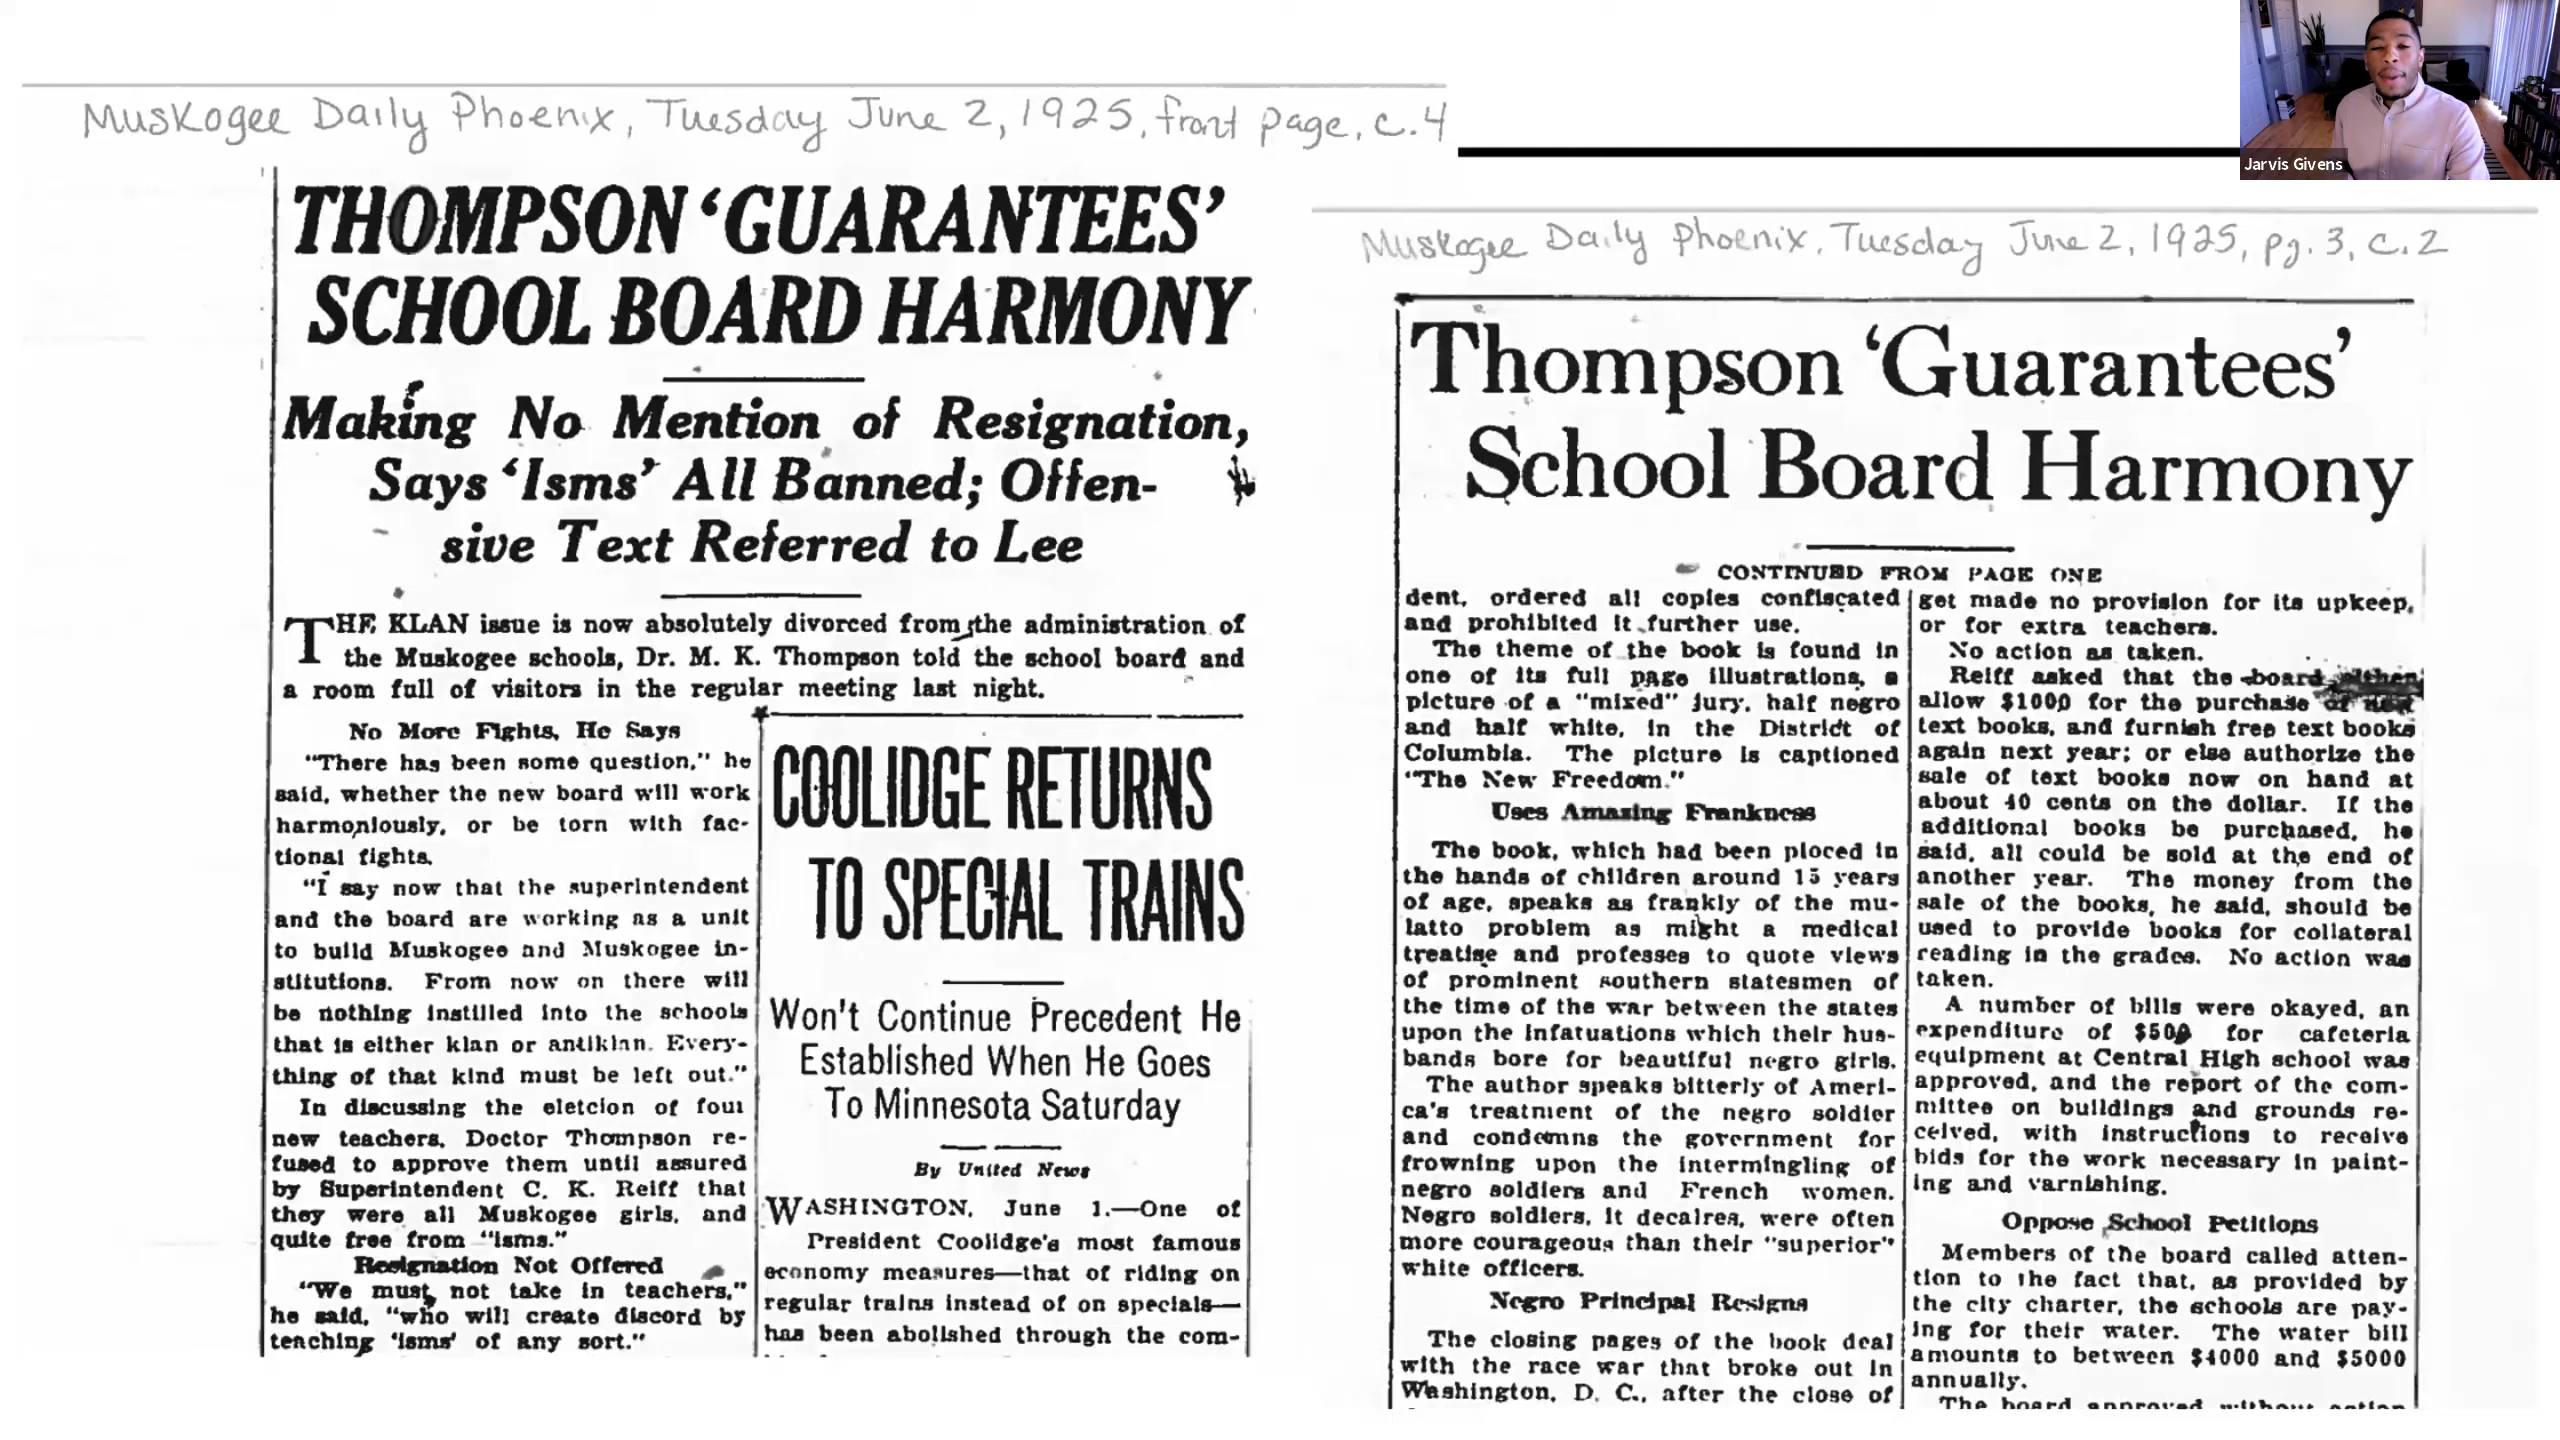 Muskogee Daily Phoenix, Tuesday June 2, 1925, front page, c.4
THOMPSON ‘GUARANTEES’
SCHOOL BOARD HARMONY
Making No Mention of Resignation,
Says ‘Isms’ All Banned; Offen-
sive Text Referred to Lee
THE KLAN issue is now absolutely divorced from the administration of
the Muskogee schools, Dr. M. K. Thompson told the school board and
a room full of visitors in the regular meeting last night.
No More Fights, He Says
"There has been some question," he
said, whether the new board will work
harmoniously, or be torn with fac-
tional fights.
"I say now that the superintendent
and the board are working as a unit
to build Muskogee and Muskogee in-
stitutions. From now on there will
be nothing instilled into the schools
that is either klan or antiklan. Every-
thing of that kind must be left out."
In discussing the eletcion of four
new teachers, Doctor Thompson re-
fused to approve them until assured
by Superintendent C. K. Reiff that
they were all Muskogee girls, and
quite free from "isms."
Resignation Not Offered
"We must not take in teachers,"
he said, "who will create discord by
teaching 'isms' of any sort."
COOLIDGE RETURNS
TO SPECIAL TRAINS
Won't Continue Precedent He
Established When He Goes
To Minnesota Saturday
By United News
WASHINGTON, June 1.—One of
President Coolidge's most famous
economy measures—that of riding on
regular trains instead of on specials—
has been abolished through the com-
Muskogee Daily Phoenix, Tuesday June 2, 1925, pg. 3, c. 2
Thompson ‘Guarantees’
School Board Harmony
CONTINUED FROM PAGE ONE
dent, ordered all copies confiscated
and prohibited it further use.
The theme of the book is found in
one of its full page illustrations, a
picture of a "mixed" jury, half negro
and half white, in the District of
Columbia. The picture is captioned
"The New Freedom."
Uses Amazing Frankness
The book, which had been ploced in
the hands of children around 15 years
of age, speaks as frankly of the mu-
latto problem as might a medical
treatise and professes to quote views
of prominent southern statesmen of
the time of the war between the states
upon the infatuations which their hus-
bands bore for beautiful negro girls.
The author speaks bitterly of Ameri-
ca's treatment of the negro soldier
and condemns the government for
frowning upon the intermingling of
negro soldiers and French women.
Negro soldiers, it decalres, were often
more courageous than their "superior"
white officers.
Negro Principal Resigns
The closing pages of the book deal
with the race war that broke out in
Washington, D. C., after the close of
get made no provision for its upkeep,
or for extra teachers.
No action as taken.
Reiff asked that the board
allow $1000 for the purchase
text books, and furnish free text books
again next year; or else authorize the
sale of text books now on hand at
about 40 cents on the dollar. If the
additional books be purchased, he
said, all could be sold at the end of
another year. The money from the
sale of the books, he said, should be
used to provide books for collateral
reading in the grades. No action was
taken.
A number of bills were okayed, an
expenditure of $500 for cafeteria
equipment at Central High school was
approved, and the report of the com-
mittee on buildings and grounds re-
ceived, with instructions to receive
bids for the work necessary in paint-
ing and varnishing.
Oppose School Petitions
Members of the board called atten-
tion to the fact that, as provided by
the city charter, the schools are pay-
ing for their water. The water bill
amounts to between $4000 and $5000
annually.
Jarvis Givens